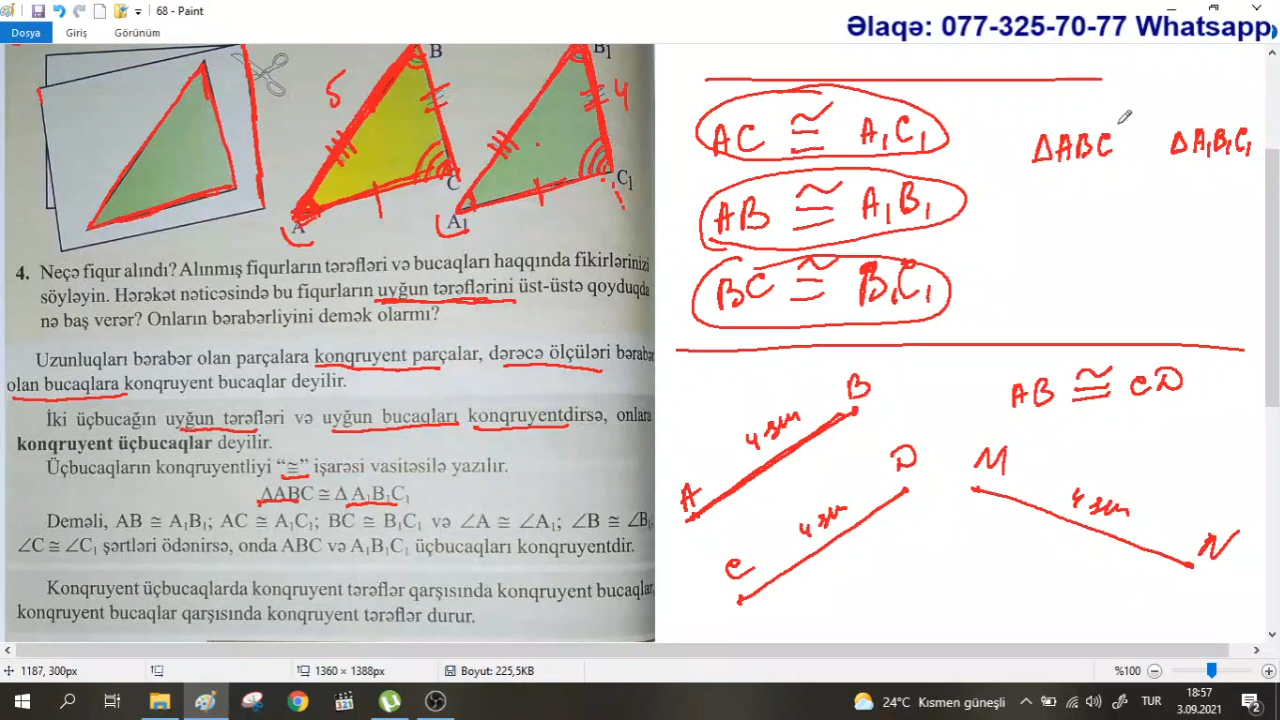 68 - Paint
Əlaqə: 077-325-70-77 Whatsapp
Dosya Giriş Görünüm
B
C
A
5
B₁
C₁
A₁
4
4. Neçə fiqur alındı? Alınmış fiqurların tərəfləri və bucaqları haqqında fikirlərinizi
söyləyin. Hərəkət nəticəsində bu fiqurların uyğun tərəflərini üst-üstə qoyduqda
nə baş verər? Onların bərabərliyini demək olarmı?
Uzunluqları bərabər olan parçalara konqruyent parçalar, dərəcə ölçüləri bərabər
olan bucaqlara konqruyent bucaqlar deyilir.
İki üçbucağın uyğun tərəfləri və uyğun bucaqları konqruyentdirsə, onlara
konqruyent üçbucaqlar deyilir.
Üçbucaqların konqruyentliyi “≅” işarəsi vasitəsilə yazılır.
ΔABC ≅ Δ A₁B₁C₁
Deməli, AB ≅ A₁B₁; AC ≅ A₁C₁; BC ≅ B₁C₁ və ∠A ≅ ∠A₁; ∠B ≅ ∠B₁;
∠C ≅ ∠C₁ şərtləri ödənirsə, onda ABC və A₁B₁C₁ üçbucaqları konqruyentdir.
Konqruyent üçbucaqlarda konqruyent tərəflər qarşısında konqruyent bucaqlar,
konqruyent bucaqlar qarşısında konqruyent tərəflər durur.
AC ≅ A₁C₁
ΔABC ΔA₁B₁C₁
AB ≅ A₁B₁
BC ≅ B₁C₁
AB ≅ CD
A 4 sm B
C 4 sm D
M 4 sm N
1187, 300px
1360 × 1388px
Boyut: 225,5KB
%100
24°C Kısmen güneşli
TUR
18:57
3.09.2021
2